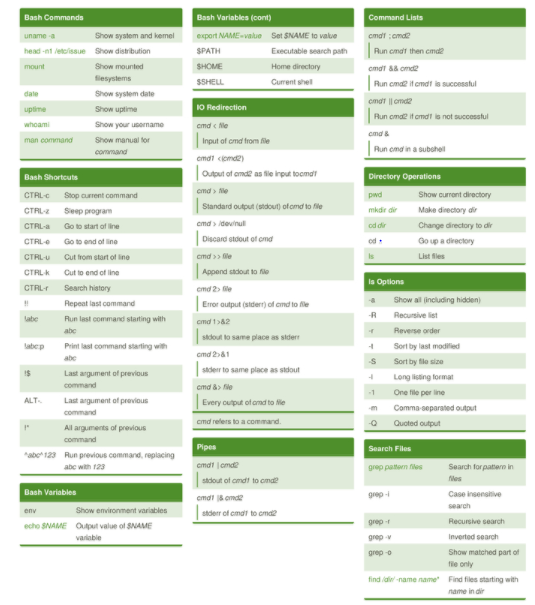 Bash Commands
uname -a Show system and kernel
head -n1 /etc/issue Show distribution
mount Show mounted
filesystems
date Show system date
uptime Show uptime
whoami Show your username
man command Show manual for
command
Bash Shortcuts
CTRL-c Stop current command
CTRL-z Sleep program
CTRL-a Go to start of line
CTRL-e Go to end of line
CTRL-u Cut from start of line
CTRL-k Cut to end of line
CTRL-r Search history
!! Repeat last command
!abc Run last command starting with
abc
!abc:p Print last command starting with
abc
!$ Last argument of previous
command
ALT-. Last argument of previous
command
!* All arguments of previous
command
^abc^123 Run previous command, replacing
abc with 123
Bash Variables
env Show environment variables
echo $NAME Output value of $NAME
variable
Bash Variables (cont)
export NAME=value Set $NAME to value
$PATH Executable search path
$HOME Home directory
$SHELL Current shell
IO Redirection
cmd < file
Input of cmd from file
cmd1 <(cmd2)
Output of cmd2 as file input to cmd1
cmd > file
Standard output (stdout) of cmd to file
cmd > /dev/null
Discard stdout of cmd
cmd >> file
Append stdout to file
cmd 2> file
Error output (stderr) of cmd to file
cmd 1>&2
stdout to same place as stderr
cmd 2>&1
stderr to same place as stdout
cmd &> file
Every output of cmd to file
cmd refers to a command.
Pipes
cmd1 | cmd2
stdout of cmd1 to cmd2
cmd1 |& cmd2
stderr of cmd1 to cmd2
Command Lists
cmd1 ; cmd2
Run cmd1 then cmd2
cmd1 && cmd2
Run cmd2 if cmd1 is successful
cmd1 || cmd2
Run cmd2 if cmd1 is not successful
cmd &
Run cmd in a subshell
Directory Operations
pwd Show current directory
mkdir dir Make directory dir
cd dir Change directory to dir
cd Go up a directory
ls List files
ls Options
-a Show all (including hidden)
-R Recursive list
-r Reverse order
-t Sort by last modified
-S Sort by file size
-l Long listing format
-1 One file per line
-m Comma-separated output
-Q Quoted output
Search Files
grep pattern files Search for pattern in
files
grep -i Case insensitive
search
grep -r Recursive search
grep -v Inverted search
grep -o Show matched part of
file only
find /dir/ -name name* Find files starting with
name in dir